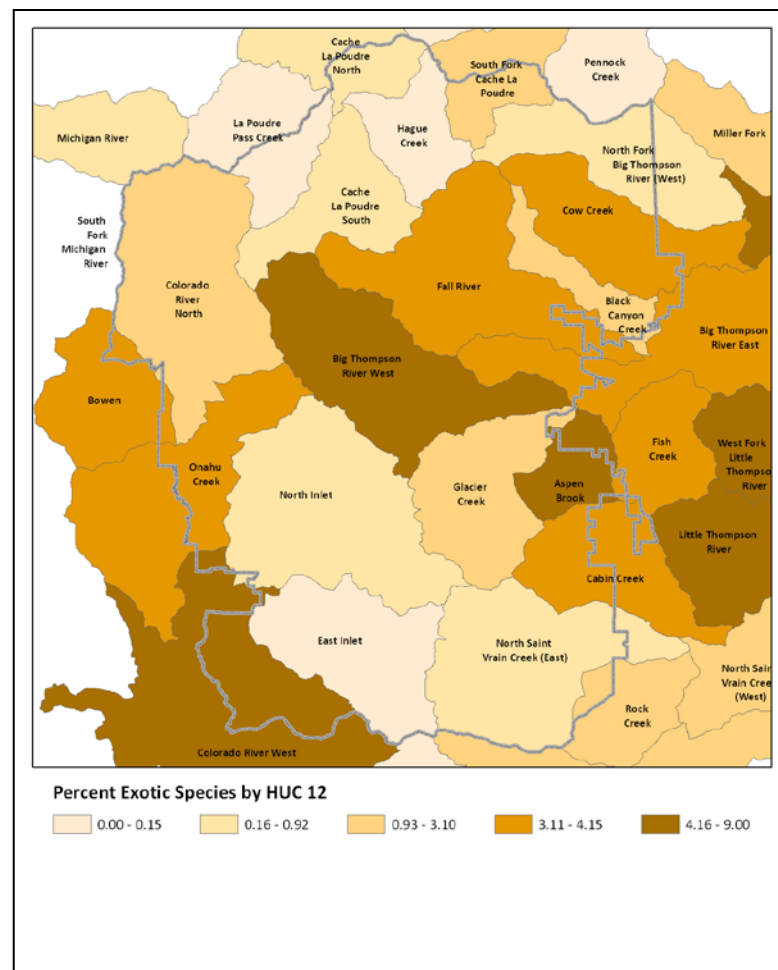 Cache
La Poudre
North
South Fork
Cache La
Poudre
Pennock
Creek
La Poudre
Pass Creek
Hague
Creek
Michigan River
Miller Fork
North Fork
Big Thompson
River (West)
Cache
La Poudre
South
Cow Creek
South
Fork
Michigan
River
Colorado
River
North
Fall River
Black
Canyon
Creek
Big Thompson
River East
Big Thompson
River West
Bowen
Onahu
Creek
Fish
Creek
West Fork
Little
Thompso
River
North Inlet
Glacier
Creek
Aspen
Brook
Little Thompson
River
Cabin Creek
East Inlet
North Saint
Vrain Creek (East)
North Sain
Vrain Cree
(West)
Rock
Creek
Colorado River West
Percent Exotic Species by HUC 12
0.00 - 0.15
0.16 - 0.92
0.93 - 3.10
3.11 - 4.15
4.16 - 9.00